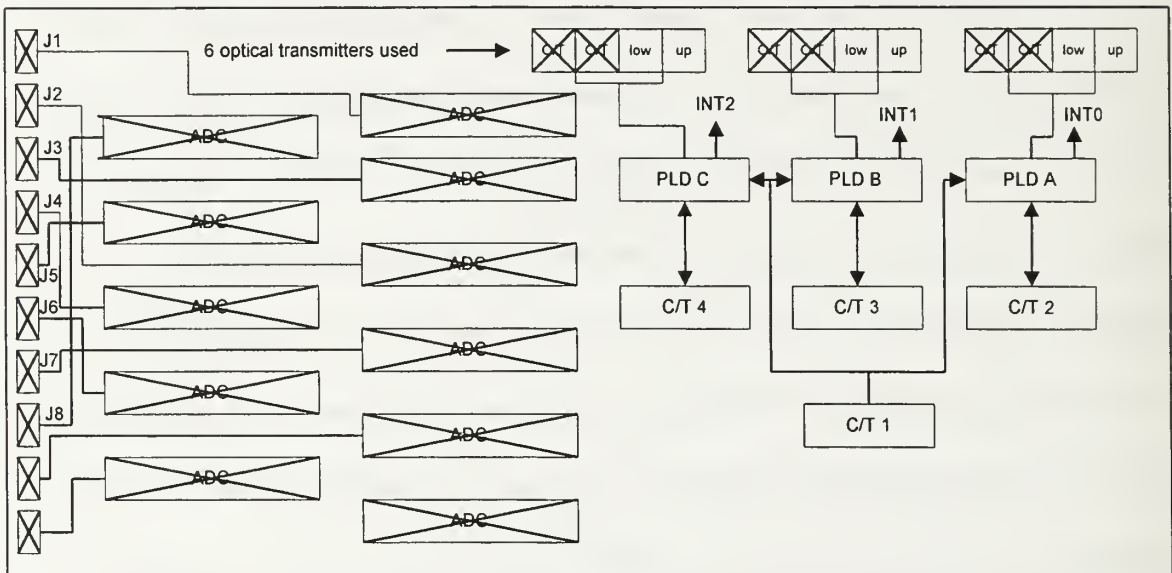 J1
J2
J3
J4
J5
J6
J7
J8
6 optical transmitters used
ADC
ADC
ADC
ADC
ADC
ADC
ADC
ADC
ADC
ADC
ADC
low
up
low
up
low
up
INT2
INT1
INT0
PLD C
PLD B
PLD A
C/T 4
C/T 3
C/T 2
C/T 1